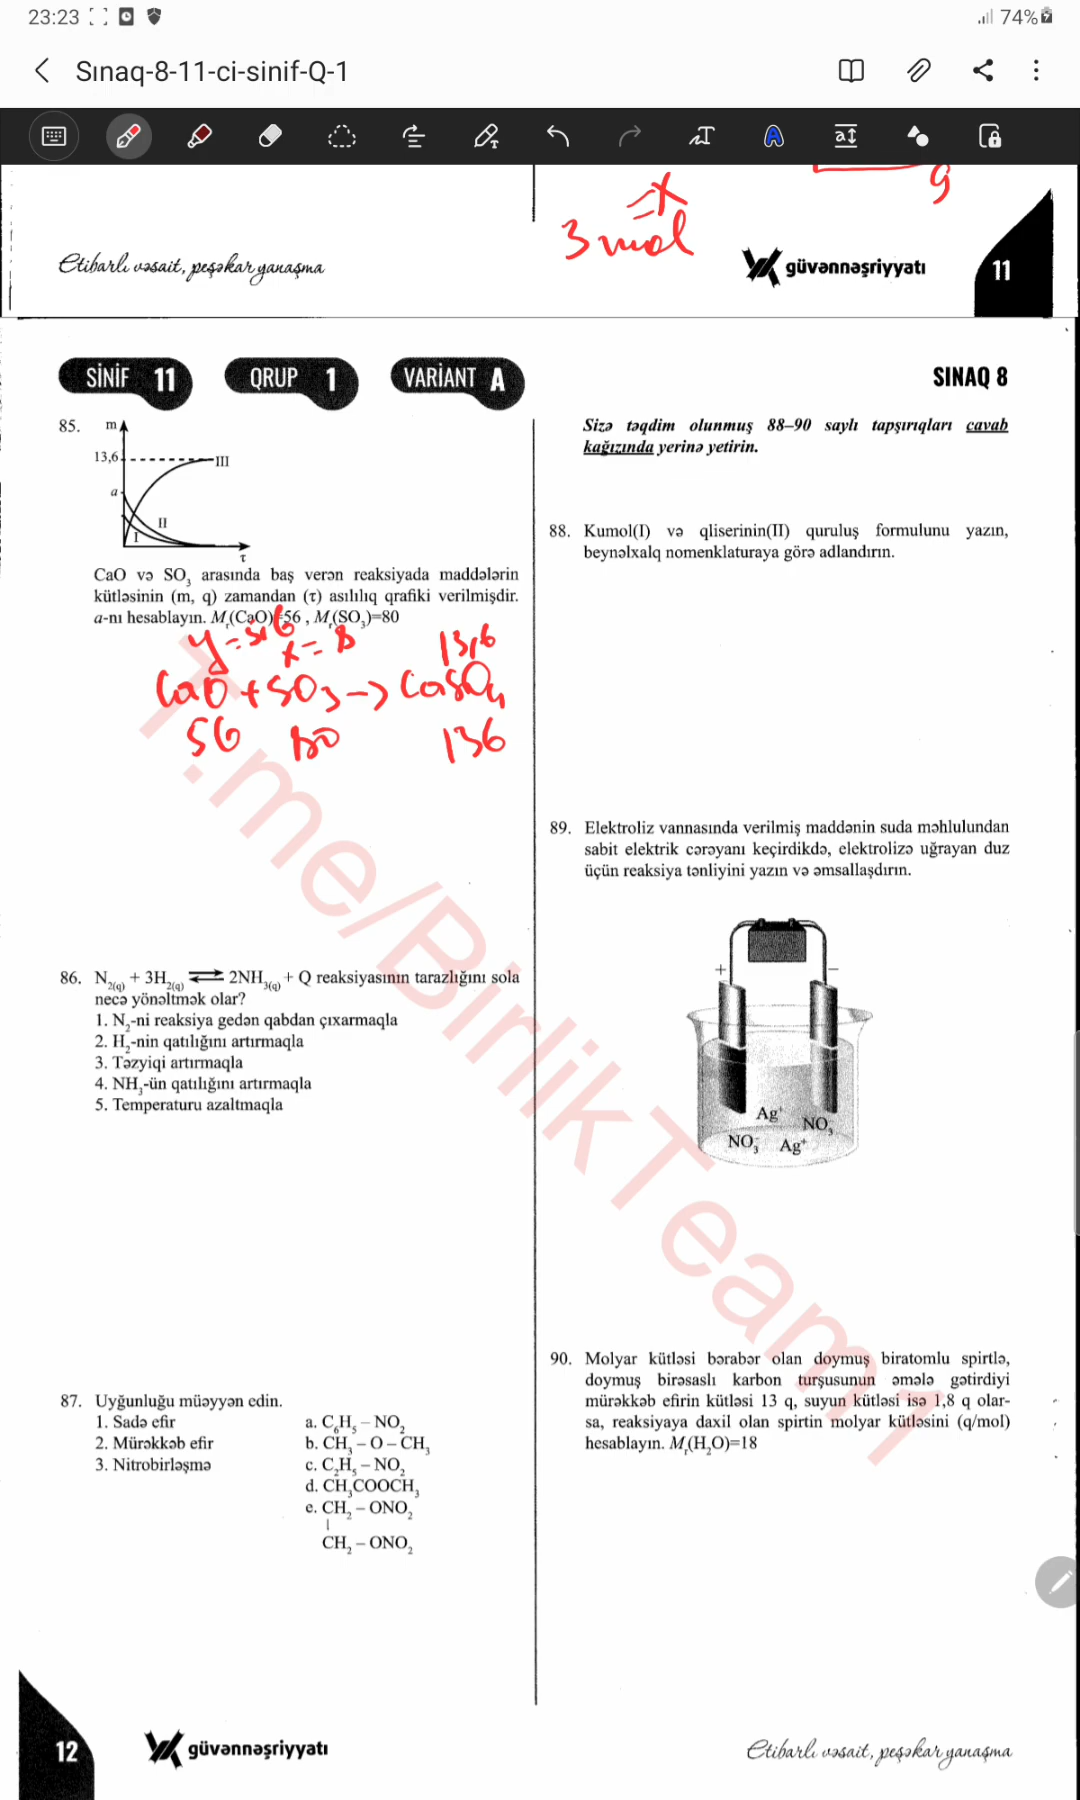 23:23
74%
Sınaq-8-11-ci-sinif-Q-1
=x
3 mol
g
Etibarlı vəsait, peşəkar yanaşma
güvənnəşriyyatı
11
SİNİF 11
QRUP 1
VARİANT A
SINAQ 8
85.
m
13,6
III
a
II
I
τ
CaO və SO₃ arasında baş verən reaksiyada maddələrin
kütləsinin (m, q) zamandan (τ) asılılıq qrafiki verilmişdir.
a-nı hesablayın. Mᵣ(CaO)=56 , Mᵣ(SO₃)=80
y=5,6
x=8
13,6
CaO+SO₃→CaSO₄
56 80 136
86. N₂(q) + 3H₂(q) ⇄ 2NH₃(q) + Q reaksiyasının tarazlığını sola
necə yönəltmək olar?
1. N₂-ni reaksiya gedən qabdan çıxarmaqla
2. H₂-nin qatılığını artırmaqla
3. Təzyiqi artırmaqla
4. NH₃-ün qatılığını artırmaqla
5. Temperaturu azaltmaqla
87. Uyğunluğu müəyyən edin.
1. Sadə efir
2. Mürəkkəb efir
3. Nitrobirləşmə
a. C₆H₅ – NO₂
b. CH₃ – O – CH₃
c. C₂H₅ – NO₂
d. CH₃COOCH₃
e. CH₂ – ONO₂
|
CH₂ – ONO₂
Sizə təqdim olunmuş 88–90 saylı tapşırıqları cavab
kağızında yerinə yetirin.
88. Kumol(I) və qliserinin(II) quruluş formulunu yazın,
beynəlxalq nomenklaturaya görə adlandırın.
89. Elektroliz vannasında verilmiş maddənin suda məhlulundan
sabit elektrik cərəyanı keçirdikdə, elektrolizə uğrayan duz
üçün reaksiya tənliyini yazın və əmsallaşdırın.
+ −
Ag⁺
NO₃⁻
NO₃⁻ Ag⁺
90. Molyar kütləsi bərabər olan doymuş biratomlu spirtlə,
doymuş birəsaslı karbon turşusunun əmələ gətirdiyi
mürəkkəb efirin kütləsi 13 q, suyun kütləsi isə 1,8 q olar-
sa, reaksiyaya daxil olan spirtin molyar kütləsini (q/mol)
hesablayın. Mᵣ(H₂O)=18
T.me/BirlikTeam1
12
güvənnəşriyyatı
Etibarlı vəsait, peşəkar yanaşma